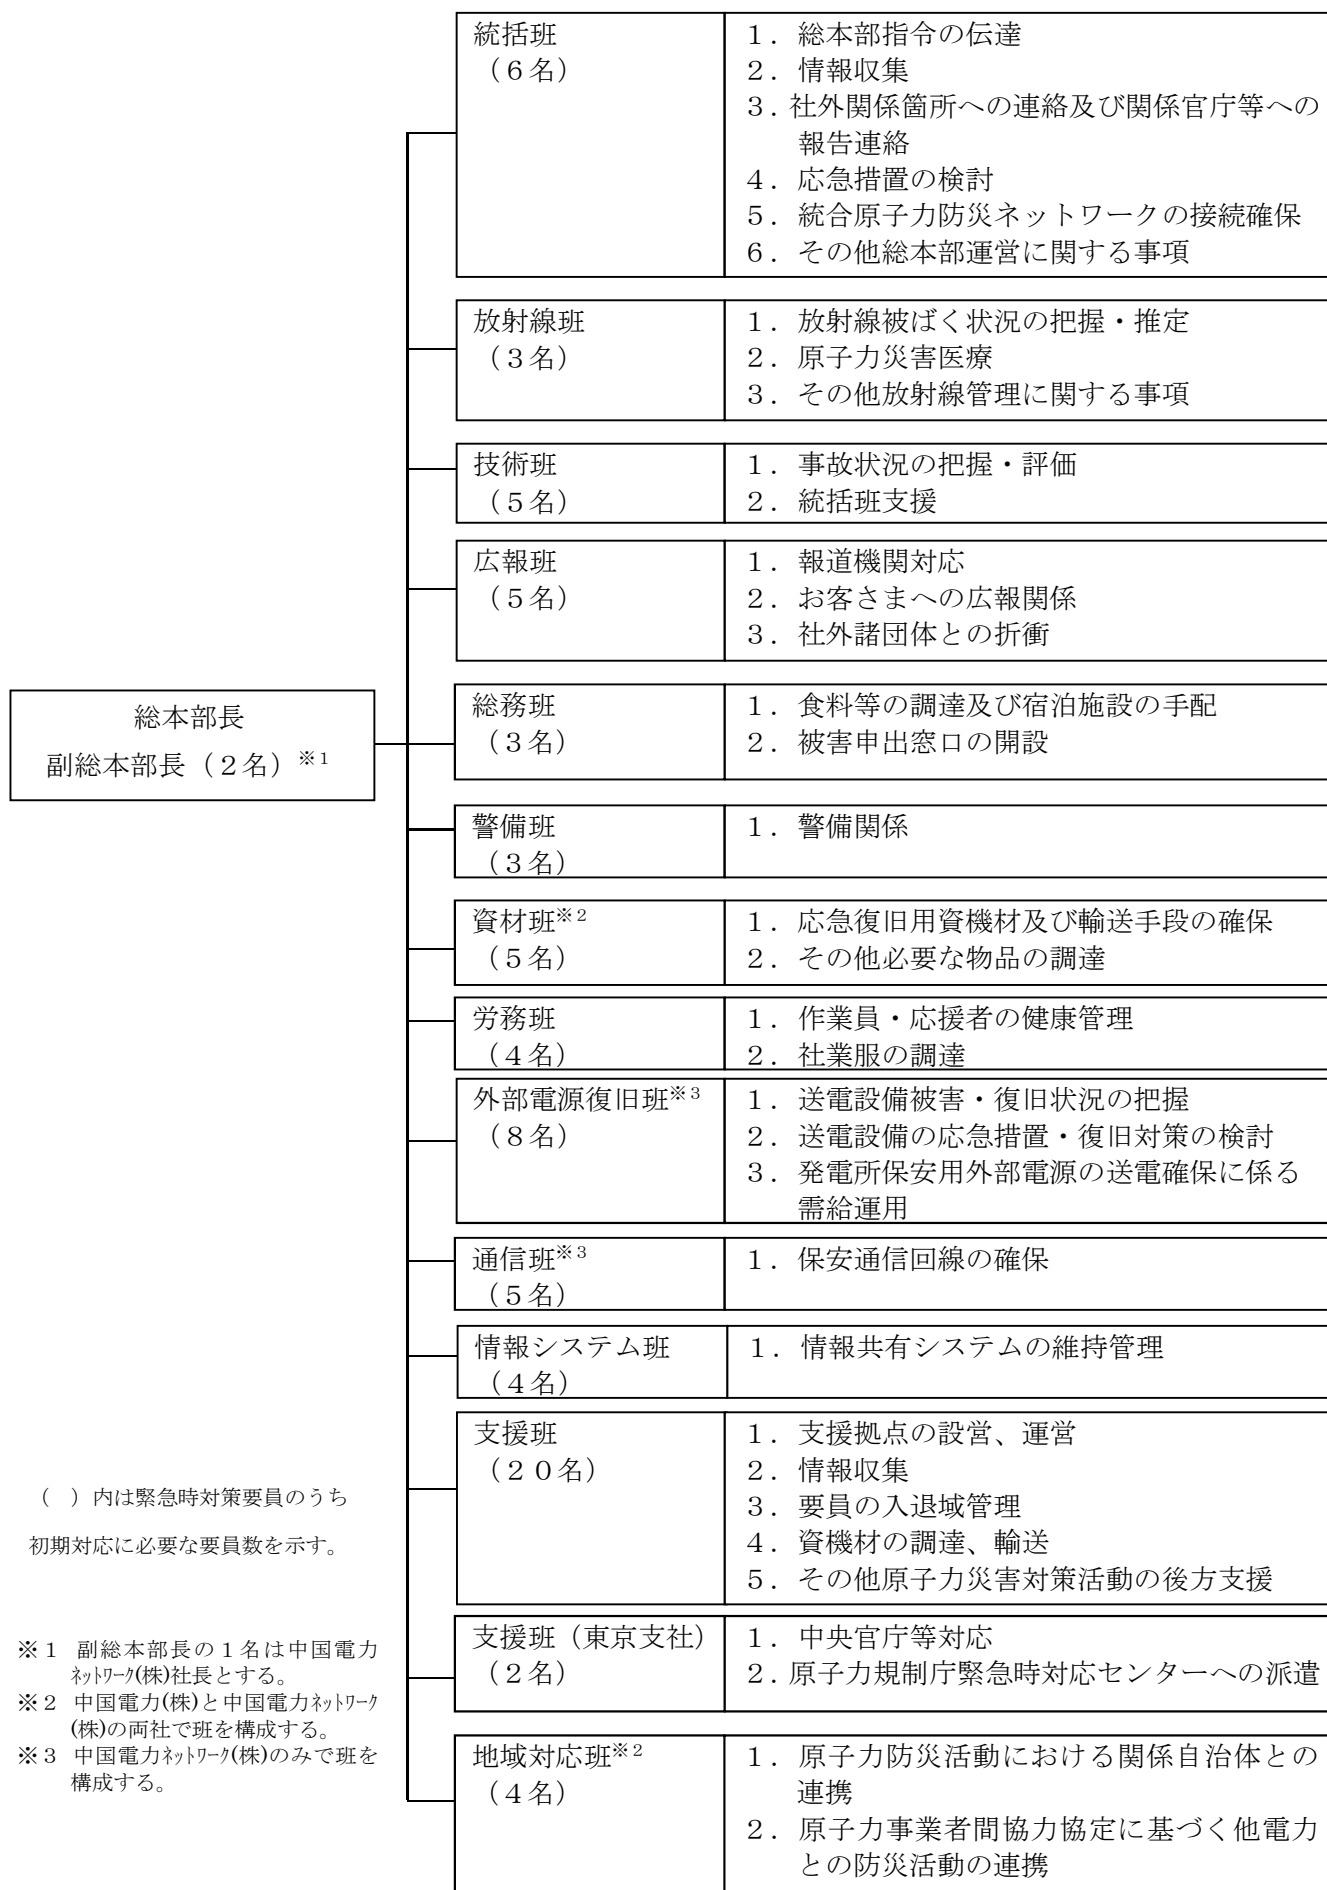 統括班
（６名）
１．総本部指令の伝達
２．情報収集
３．社外関係箇所への連絡及び関係官庁等への
報告連絡
４．応急措置の検討
５．統合原子力防災ネットワークの接続確保
６．その他総本部運営に関する事項
放射線班
（３名）
１．放射線被ばく状況の把握・推定
２．原子力災害医療
３．その他放射線管理に関する事項
技術班
（５名）
１．事故状況の把握・評価
２．統括班支援
広報班
（５名）
１．報道機関対応
２．お客さまへの広報関係
３．社外諸団体との折衝
総本部長
副総本部長（２名）※１
総務班
（３名）
１．食料等の調達及び宿泊施設の手配
２．被害申出窓口の開設
警備班
（３名）
１．警備関係
資材班※２
（５名）
１．応急復旧用資機材及び輸送手段の確保
２．その他必要な物品の調達
労務班
（４名）
１．作業員・応援者の健康管理
２．社業服の調達
外部電源復旧班※３
（８名）
１．送電設備被害・復旧状況の把握
２．送電設備の応急措置・復旧対策の検討
３．発電所保安用外部電源の送電確保に係る
需給運用
通信班※３
（５名）
１．保安通信回線の確保
情報システム班
（４名）
１．情報共有システムの維持管理
支援班
（２０名）
１．支援拠点の設営、運営
２．情報収集
３．要員の入退域管理
４．資機材の調達、輸送
５．その他原子力災害対策活動の後方支援
支援班（東京支社）
（２名）
１．中央官庁等対応
２．原子力規制庁緊急時対応センターへの派遣
地域対応班※２
（４名）
１．原子力防災活動における関係自治体との
連携
２．原子力事業者間協力協定に基づく他電力
との防災活動の連携
（　）内は緊急時対策要員のうち
初期対応に必要な要員数を示す。
※１　副総本部長の１名は中国電力
ﾈｯﾄﾜｰｸ(株)社長とする。
※２　中国電力(株)と中国電力ﾈｯﾄﾜｰｸ
(株)の両社で班を構成する。
※３　中国電力ﾈｯﾄﾜｰｸ(株)のみで班を
構成する。